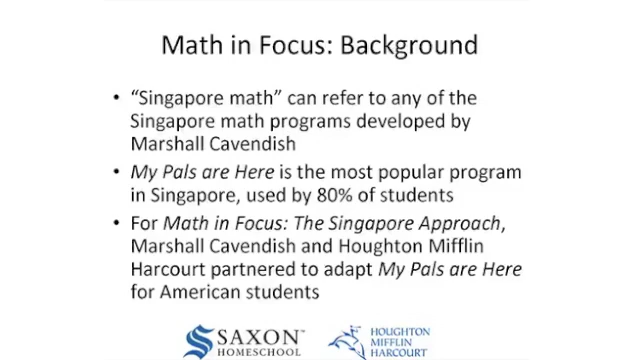 Math in Focus: Background
• “Singapore math” can refer to any of the
Singapore math programs developed by
Marshall Cavendish
• My Pals are Here is the most popular program
in Singapore, used by 80% of students
• For Math in Focus: The Singapore Approach,
Marshall Cavendish and Houghton Mifflin
Harcourt partnered to adapt My Pals are Here
for American students
SAXON™
HOMESCHOOL
HOUGHTON
MIFFLIN
HARCOURT